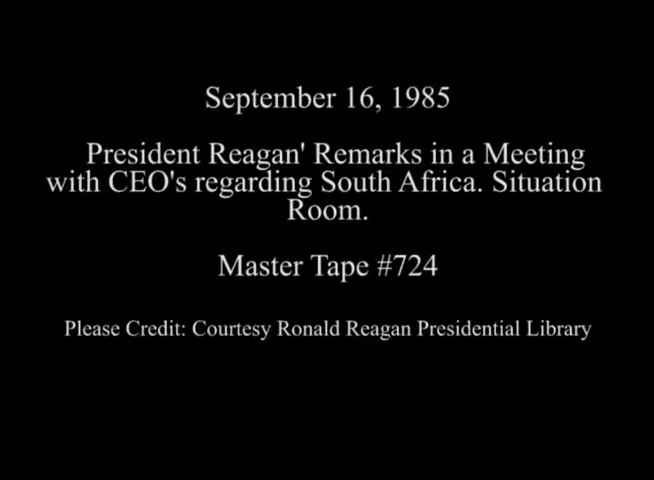 September 16, 1985
President Reagan' Remarks in a Meeting
with CEO's regarding South Africa. Situation
Room.
Master Tape #724
Please Credit: Courtesy Ronald Reagan Presidential Library